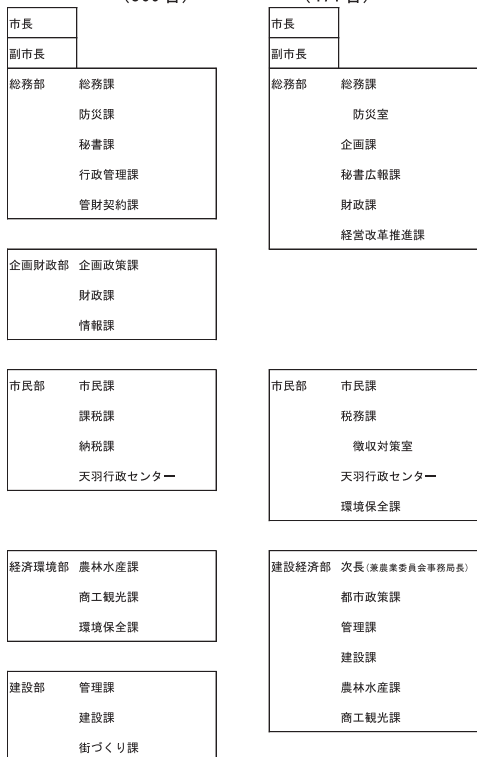 市長
副市長
総務部 総務課
防災課
秘書課
行政管理課
管財契約課
企画財政部 企画政策課
財政課
情報課
市民部 市民課
課税課
納税課
天羽行政センター
経済環境部 農林水産課
商工観光課
環境保全課
建設部 管理課
建設課
街づくり課
市長
副市長
総務部 総務課
防災室
企画課
秘書広報課
財政課
経営改革推進課
市民部 市民課
税務課
徴収対策室
天羽行政センター
環境保全課
建設経済部 次長(兼農業委員会事務局長)
都市政策課
管理課
建設課
農林水産課
商工観光課